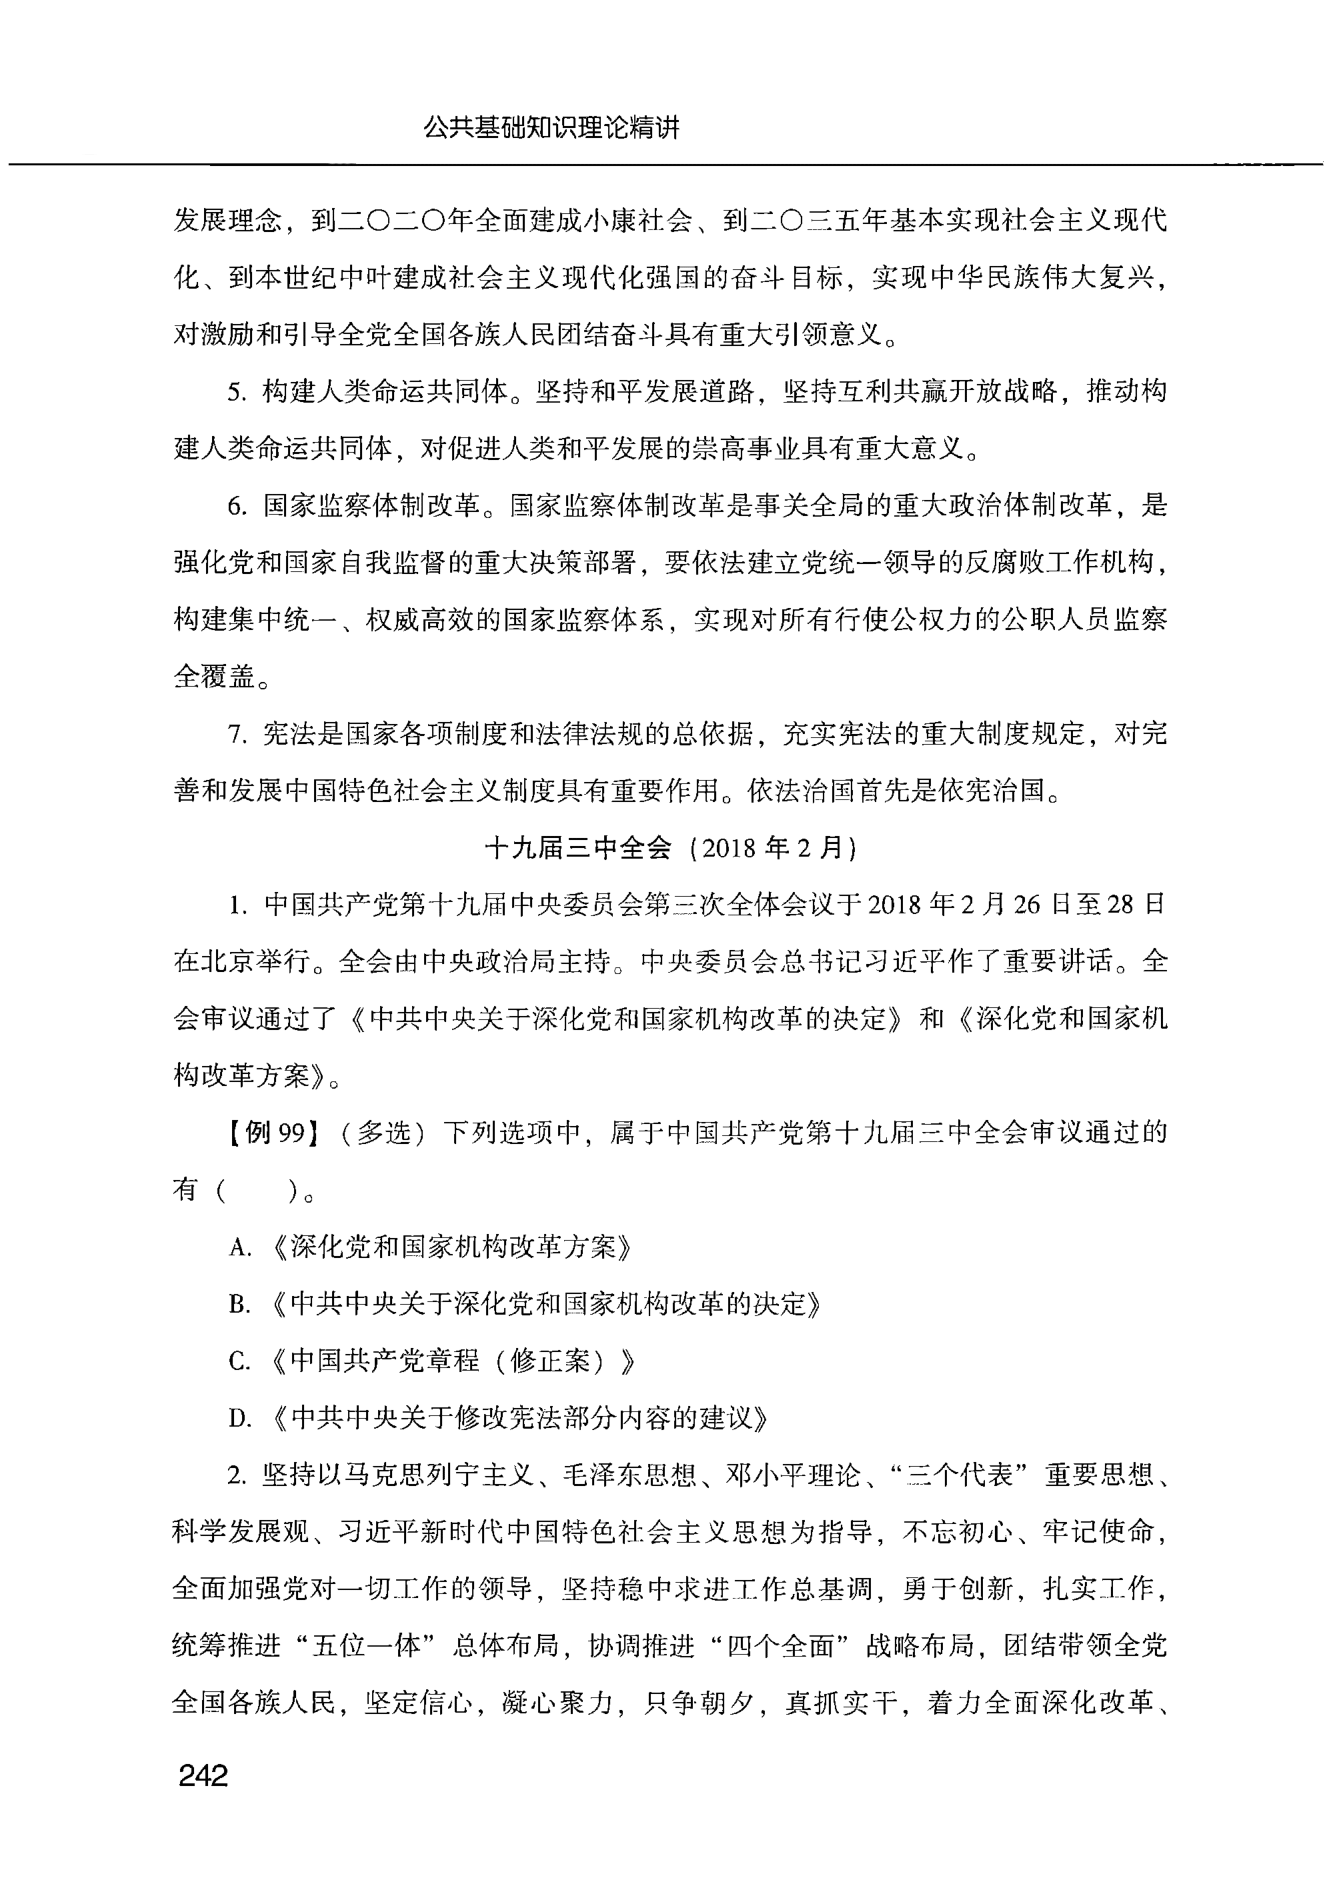 公共基础知识理论精讲
发展理念，到二〇二〇年全面建成小康社会、到二〇三五年基本实现社会主义现代
化、到本世纪中叶建成社会主义现代化强国的奋斗目标，实现中华民族伟大复兴，
对激励和引导全党全国各族人民团结奋斗具有重大引领意义。
5. 构建人类命运共同体。坚持和平发展道路，坚持互利共赢开放战略，推动构
建人类命运共同体，对促进人类和平发展的崇高事业具有重大意义。
6. 国家监察体制改革。国家监察体制改革是事关全局的重大政治体制改革，是
强化党和国家自我监督的重大决策部署，要依法建立党统一领导的反腐败工作机构，
构建集中统一、权威高效的国家监察体系，实现对所有行使公权力的公职人员监察
全覆盖。
7. 宪法是国家各项制度和法律法规的总依据，充实宪法的重大制度规定，对完
善和发展中国特色社会主义制度具有重要作用。依法治国首先是依宪治国。
十九届三中全会（2018 年 2 月）
1. 中国共产党第十九届中央委员会第三次全体会议于 2018 年 2 月 26 日至 28 日
在北京举行。全会由中央政治局主持。中央委员会总书记习近平作了重要讲话。全
会审议通过了《中共中央关于深化党和国家机构改革的决定》和《深化党和国家机
构改革方案》。
【例 99】（多选）下列选项中，属于中国共产党第十九届三中全会审议通过的
有（　　）。
A. 《深化党和国家机构改革方案》
B. 《中共中央关于深化党和国家机构改革的决定》
C. 《中国共产党章程（修正案）》
D. 《中共中央关于修改宪法部分内容的建议》
2. 坚持以马克思列宁主义、毛泽东思想、邓小平理论、“三个代表”重要思想、
科学发展观、习近平新时代中国特色社会主义思想为指导，不忘初心、牢记使命，
全面加强党对一切工作的领导，坚持稳中求进工作总基调，勇于创新，扎实工作，
统筹推进“五位一体”总体布局，协调推进“四个全面”战略布局，团结带领全党
全国各族人民，坚定信心，凝心聚力，只争朝夕，真抓实干，着力全面深化改革、
242